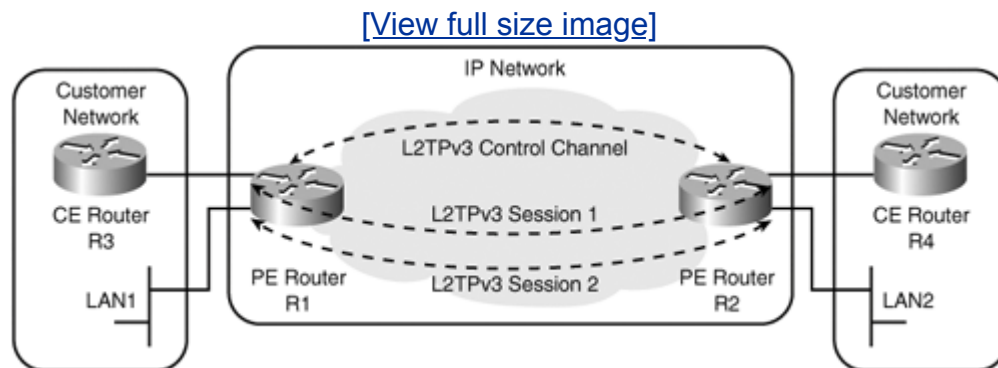 [View full size image]
IP Network
Customer
Network
CE Router
R3
LAN1
L2TPv3 Control Channel
L2TPv3 Session 1
L2TPv3 Session 2
PE Router
R1
PE Router
R2
Customer
Network
CE Router
R4
LAN2